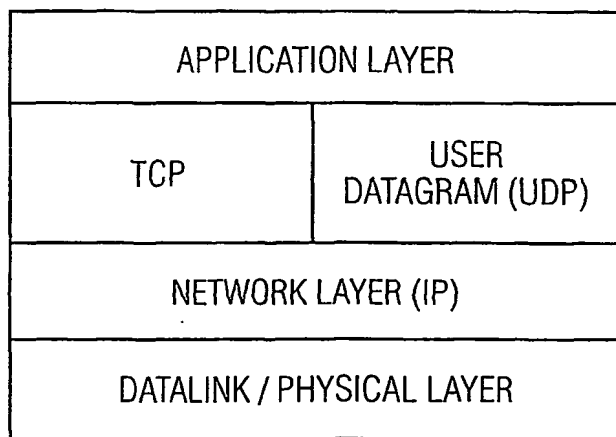 APPLICATION LAYER
TCP
USER
DATAGRAM (UDP)
NETWORK LAYER (IP)
DATALINK / PHYSICAL LAYER